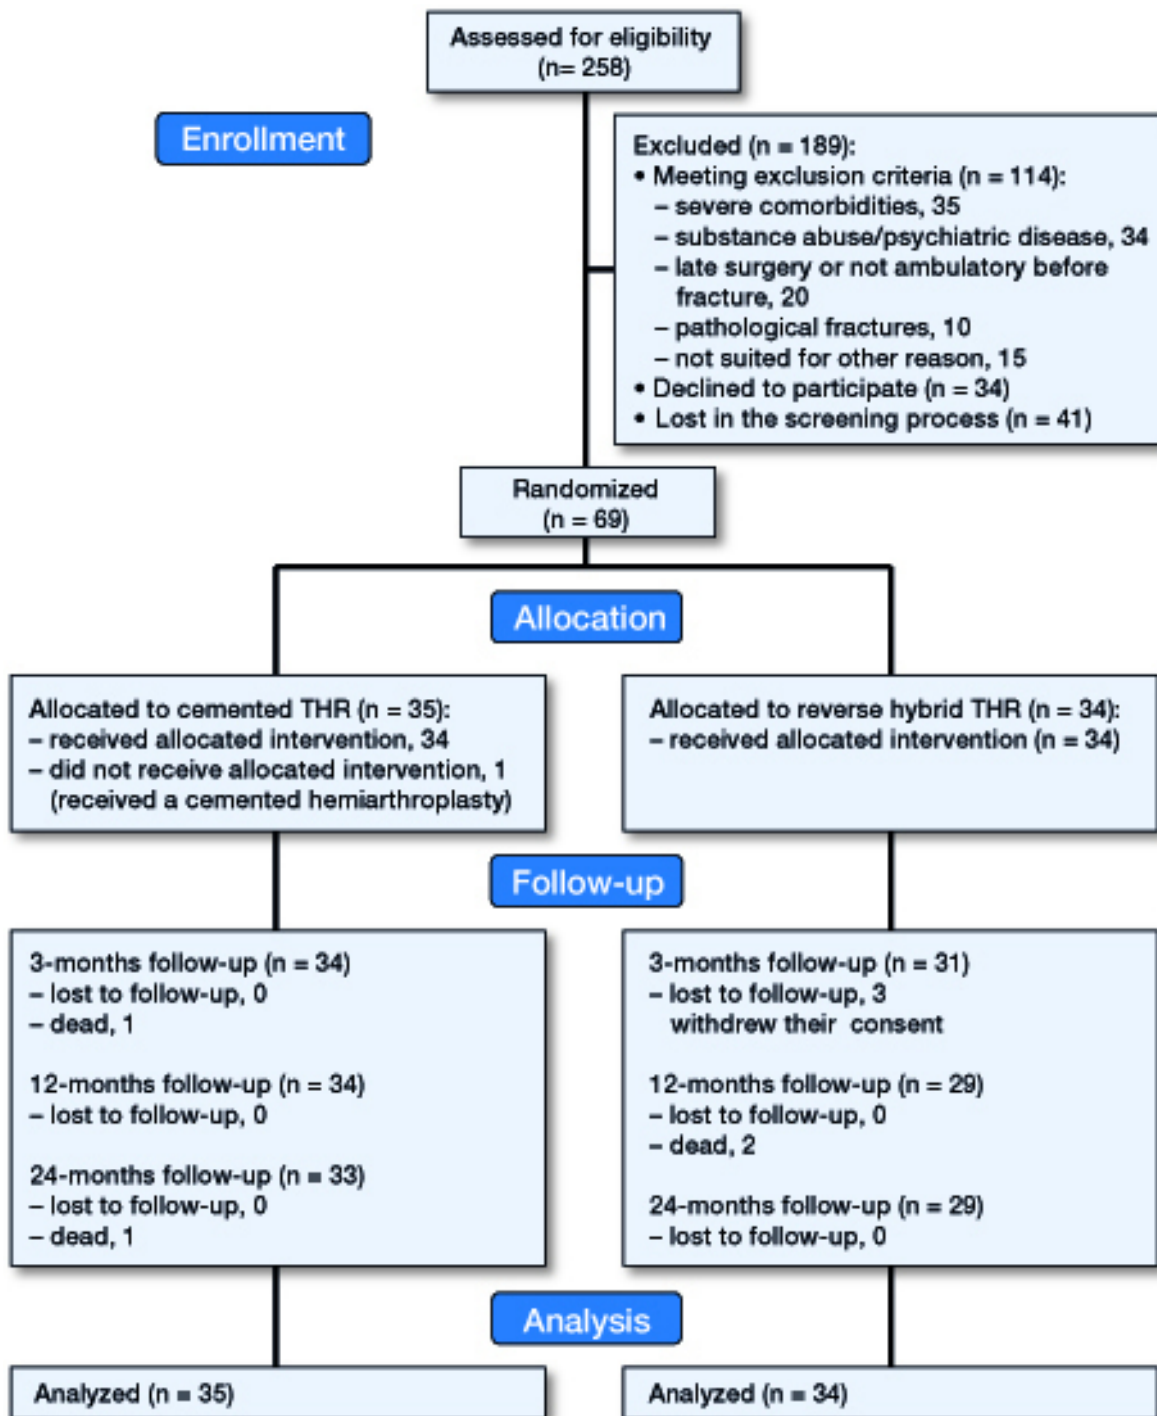 Assessed for eligibility
(n= 258)
Enrollment
Excluded (n = 189):
• Meeting exclusion criteria (n = 114):
– severe comorbidities, 35
– substance abuse/psychiatric disease, 34
– late surgery or not ambulatory before
fracture, 20
– pathological fractures, 10
– not suited for other reason, 15
• Declined to participate (n = 34)
• Lost in the screening process (n = 41)
Randomized
(n = 69)
Allocation
Allocated to cemented THR (n = 35):
– received allocated intervention, 34
– did not receive allocated intervention, 1
(received a cemented hemiarthroplasty)
Allocated to reverse hybrid THR (n = 34):
– received allocated intervention (n = 34)
Follow-up
3-months follow-up (n = 34)
– lost to follow-up, 0
– dead, 1
12-months follow-up (n = 34)
– lost to follow-up, 0
24-months follow-up (n = 33)
– lost to follow-up, 0
– dead, 1
3-months follow-up (n = 31)
– lost to follow-up, 3
withdrew their consent
12-months follow-up (n = 29)
– lost to follow-up, 0
– dead, 2
24-months follow-up (n = 29)
– lost to follow-up, 0
Analysis
Analyzed (n = 35)
Analyzed (n = 34)